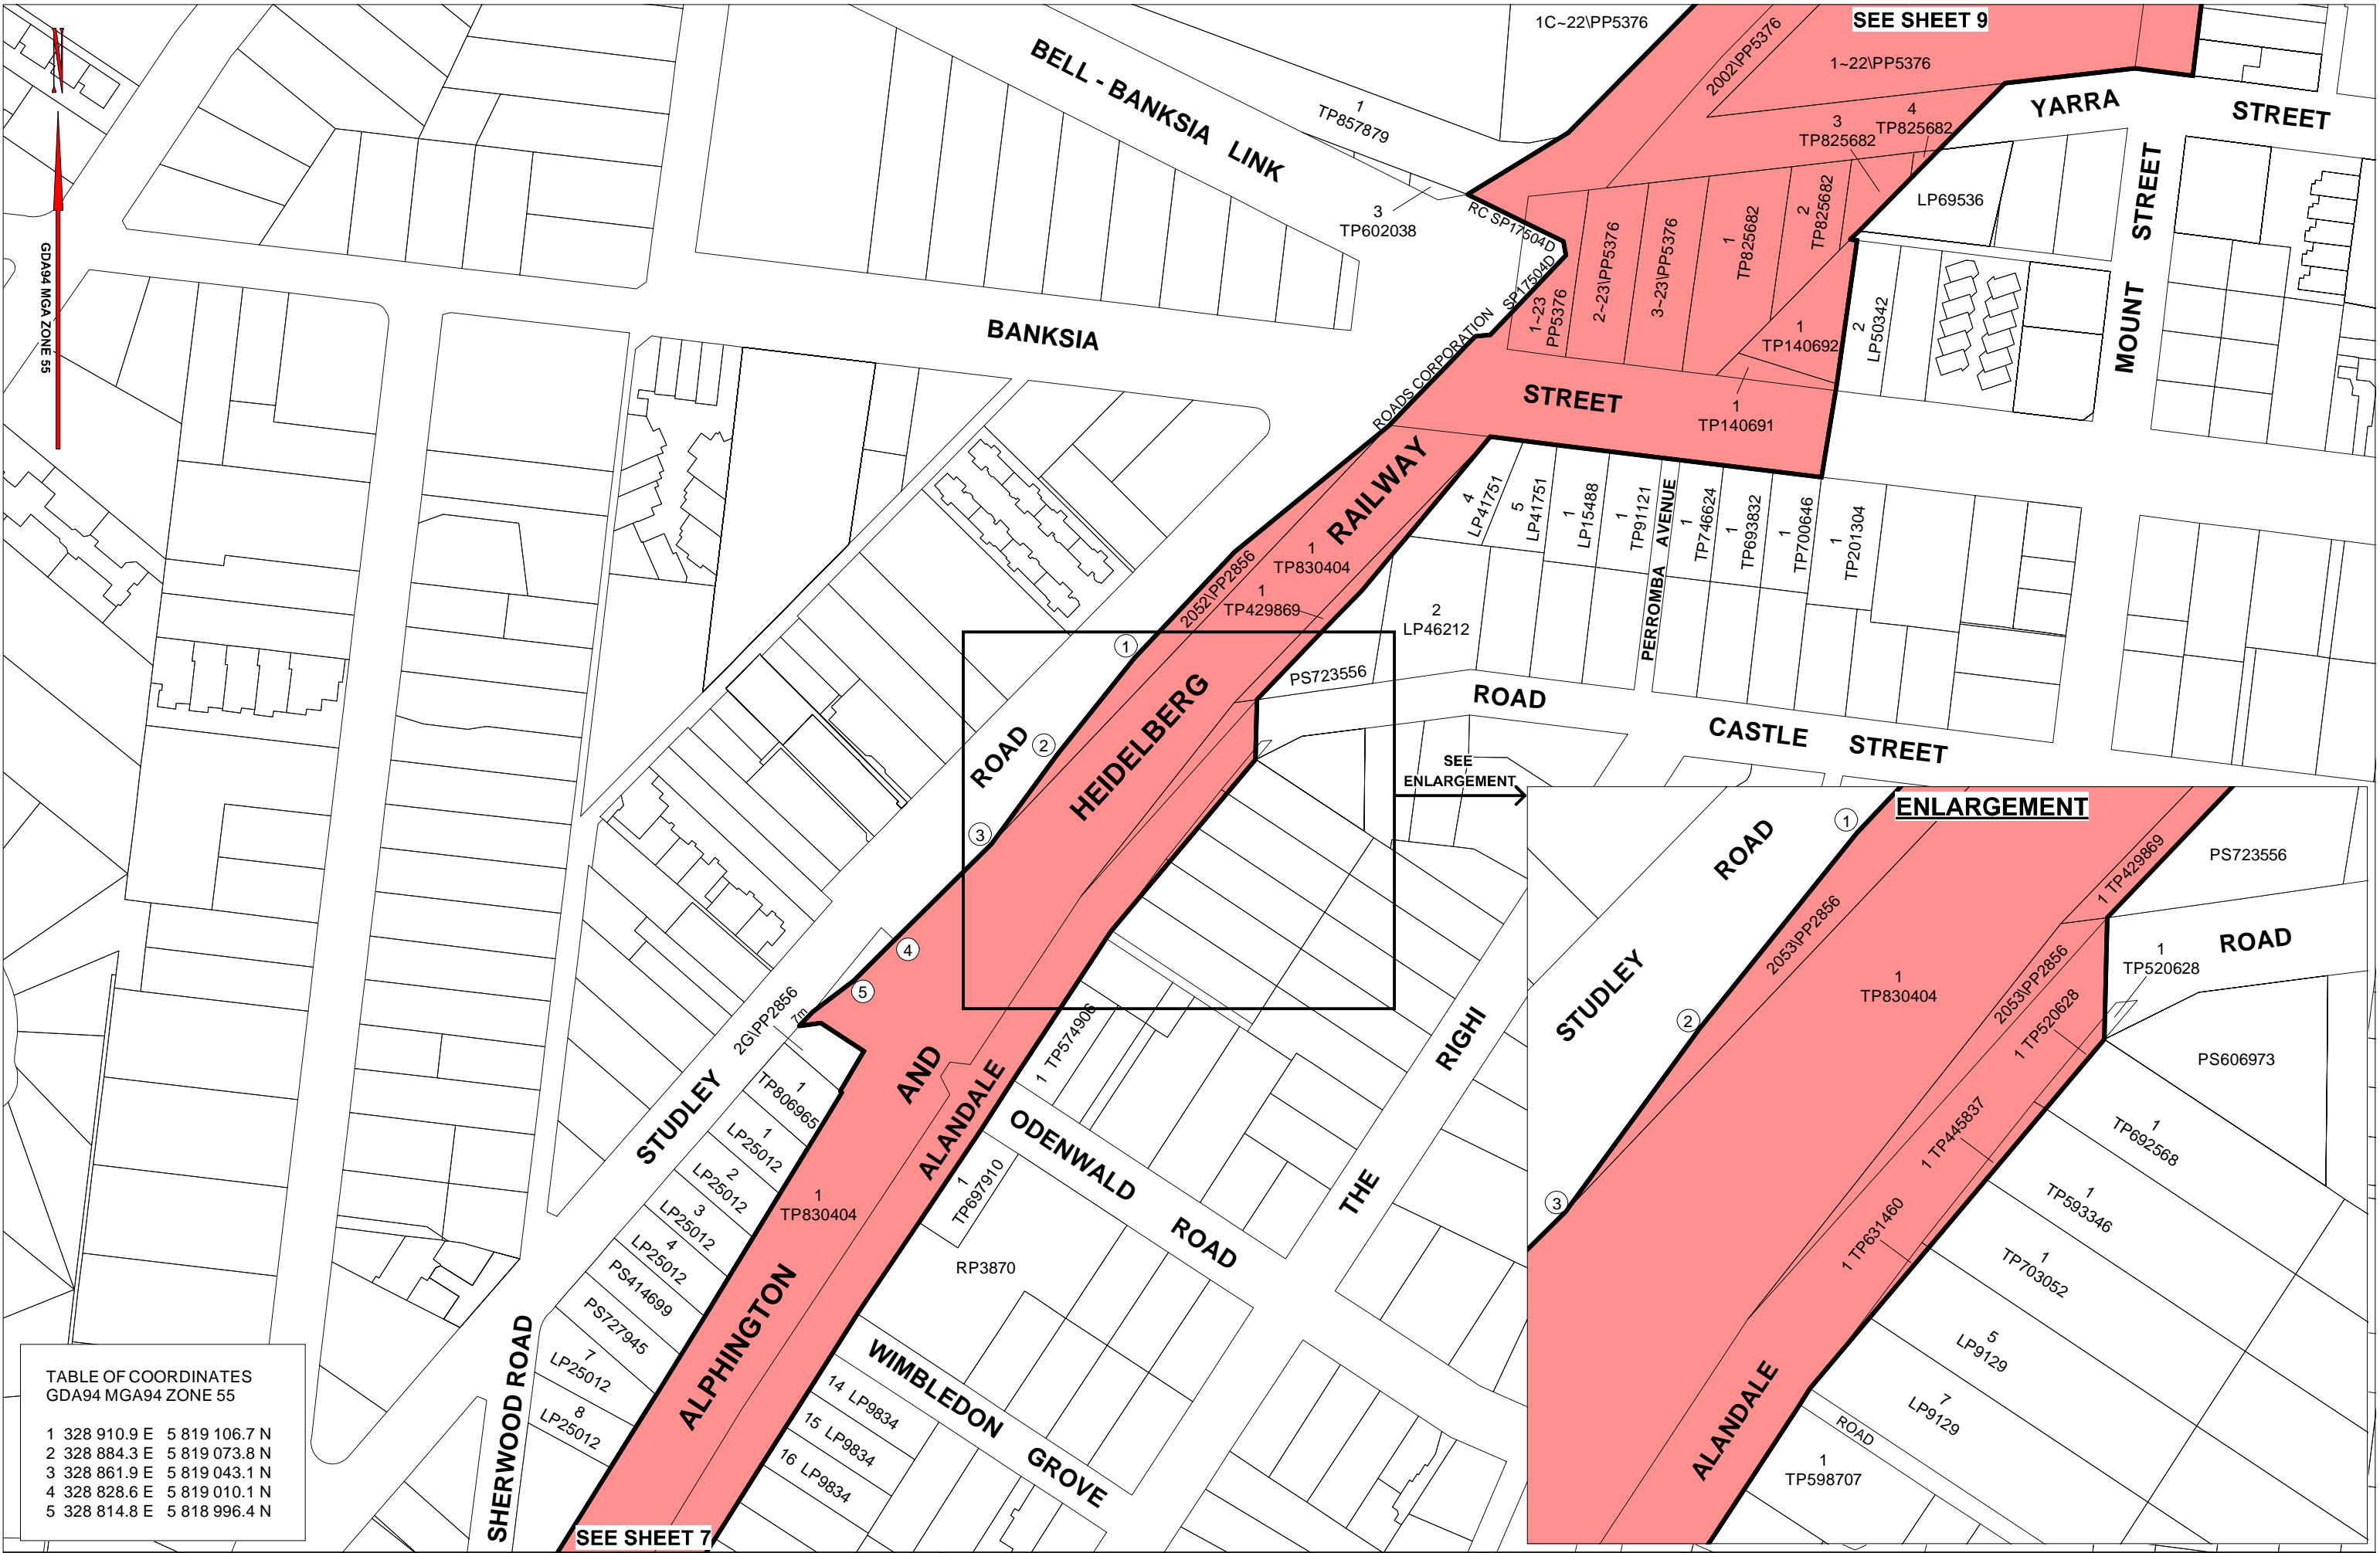 SEE SHEET 9
1C~22\PP5376
2002\PP5376
1~22\PP5376
BELL - BANKSIA LINK
1
TP857879
3
TP825682
4
TP825682
YARRA STREET
N
GDA94 MGA ZONE 55
3
TP602038
RC SP17504D
SP17504D
ROADS CORPORATION
1~23
PP5376
2~23\PP5376
3~23\PP5376
1
TP825682
2
TP825682
LP69536
MOUNT STREET
2
LP50342
1
TP140692
1
TP140691
BANKSIA
STREET
RAILWAY
4
LP41751
5
LP41751
1
LP15488
1
TP91121
PERROMBA AVENUE
1
TP746624
1
TP693832
1
TP700646
1
TP201304
2052\PP2856
1
TP830404
1
TP429869
2
LP46212
PS723556
ROAD
CASTLE STREET
1
2
3
4
5
ROAD
HEIDELBERG
SEE
ENLARGEMENT
2G\PP2856
7m
STUDLEY
AND
ALANDALE
1 TP574906
ODENWALD
ROAD
THE RIGHI
1
TP806965
1
LP25012
2
LP25012
3
LP25012
4
LP25012
PS414699
PS727945
7
LP25012
8
LP25012
1
TP830404
1
TP697910
RP3870
ALPHINGTON
WIMBLEDON GROVE
14 LP9834
15 LP9834
16 LP9834
SHERWOOD ROAD
SEE SHEET 7
TABLE OF COORDINATES
GDA94 MGA94 ZONE 55
1 328 910.9 E 5 819 106.7 N
2 328 884.3 E 5 819 073.8 N
3 328 861.9 E 5 819 043.1 N
4 328 828.6 E 5 819 010.1 N
5 328 814.8 E 5 818 996.4 N
ENLARGEMENT
1
2
3
STUDLEY ROAD
2053\PP2856
1
TP830404
1 TP429869
PS723556
2053\PP2856
1
TP520628
ROAD
1 TP520628
PS606973
1 TP445837
1
TP692568
1 TP631460
1
TP593346
1
TP703052
5
LP9129
7
LP9129
ALANDALE
ROAD
1
TP598707